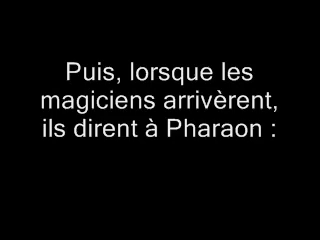 Puis, lorsque les
magiciens arrivèrent,
ils dirent à Pharaon :